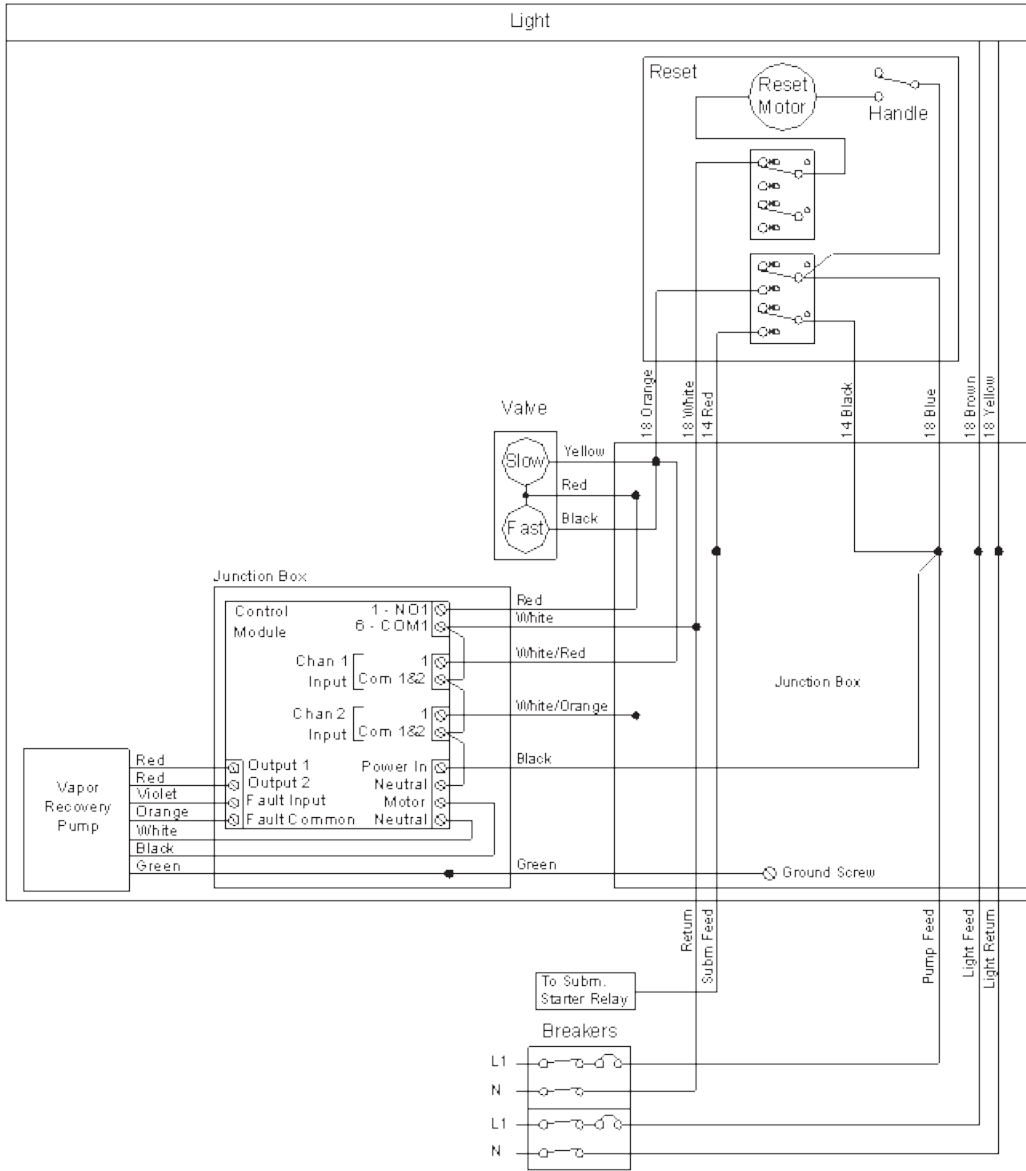 Light
Reset
Reset
Motor
Handle
18 Orange
18 White
14 Red
14 Black
18 Blue
18 Brown
18 Yellow
Valve
Slow
Fast
Yellow
Red
Black
Junction Box
Control
Module
1 - NO1
6 - COM1
Chan 1
Input
1
Com 1&2
Chan 2
Input
1
Com 1&2
Output 1
Output 2
Fault Input
Fault Common
Power In
Neutral
Motor
Neutral
Red
White
White/Red
White/Orange
Black
Junction Box
Vapor
Recovery
Pump
Red
Red
Violet
Orange
White
Black
Green
Green
Ground Screw
Return
Subm Feed
Pump Feed
Light Feed
Light Return
To Subm.
Starter Relay
Breakers
L1
N
L1
N